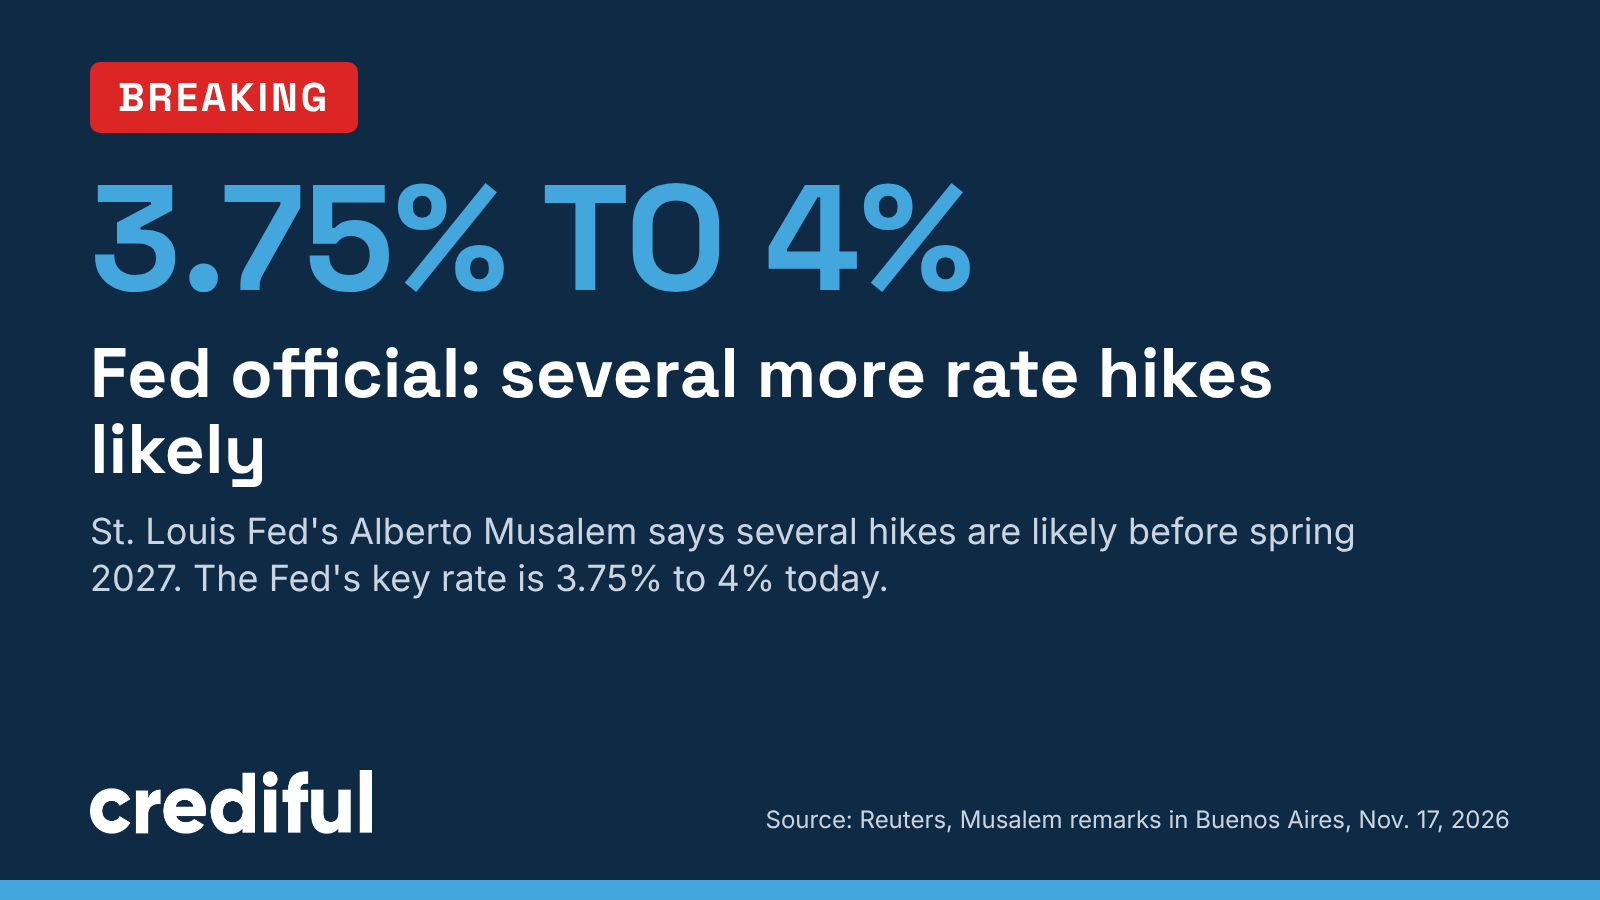 BREAKING
3.75% TO 4%
Fed official: several more rate hikes
likely
St. Louis Fed's Alberto Musalem says several hikes are likely before spring
2027. The Fed's key rate is 3.75% to 4% today.
crediful
Source: Reuters, Musalem remarks in Buenos Aires, Nov. 17, 2026